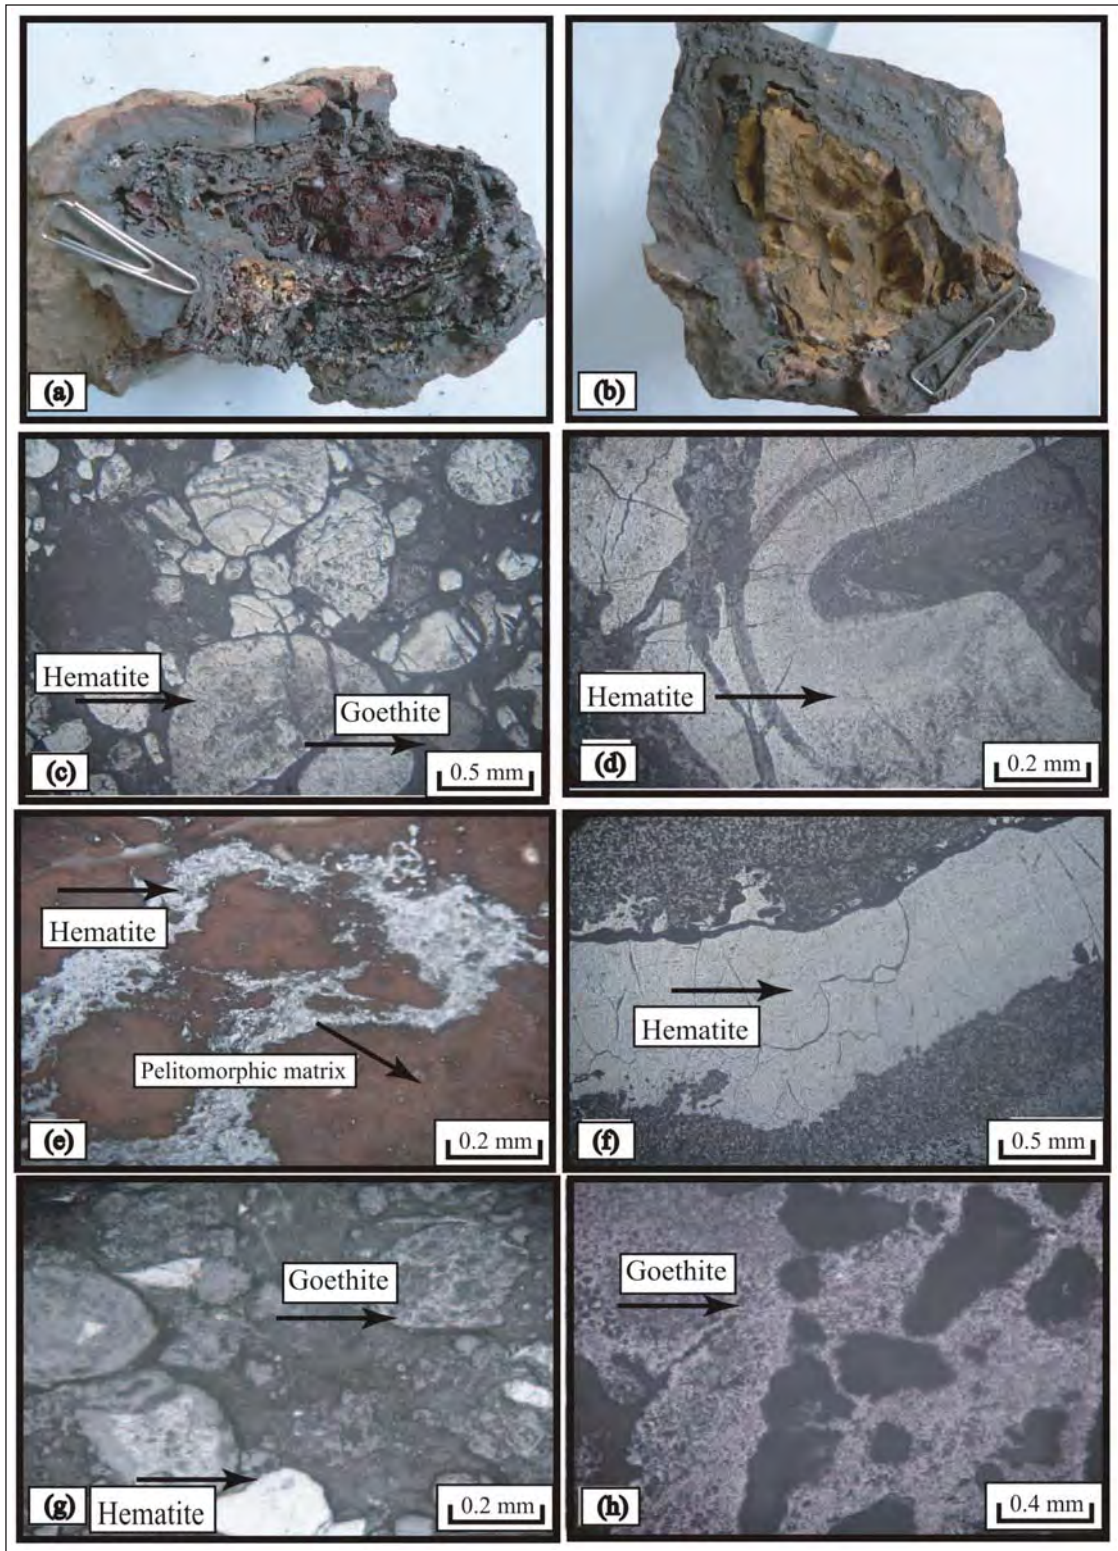 (a)
(b)
Hematite
Goethite
(c)
0.5 mm
Hematite
(d)
0.2 mm
Hematite
Pelitomorphic matrix
(e)
0.2 mm
Hematite
(f)
0.5 mm
Goethite
Hematite
(g)
0.2 mm
Goethite
(h)
0.4 mm